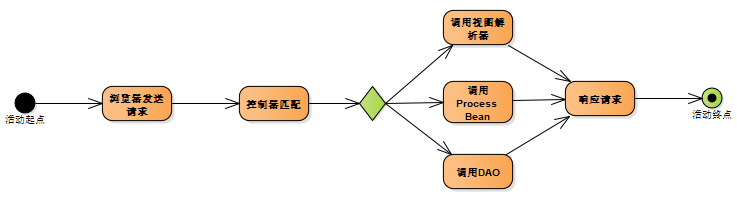 活动起点
浏览器发送
请求
控制器匹配
调用视图解
析器
调用
Process
Bean
调用DAO
响应请求
活动终点